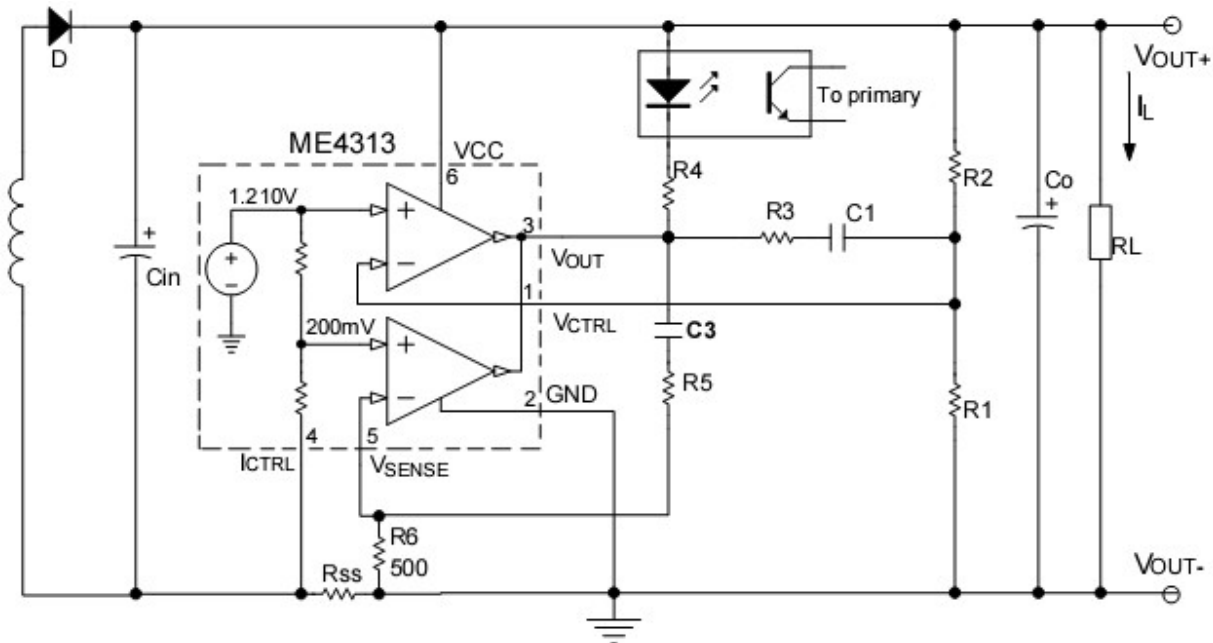 D
VOUT+
To primary
IL
ME4313
VCC
6
R4
R2
1.210V
Co
+
+
R3
C1
3
+
VOUT
RL
+
Cin
−
−
1
VCTRL
200mV
C3
+
R5
−
GND
2
R1
4
5
ICTRL
VSENSE
R6
500
VOUT-
Rss